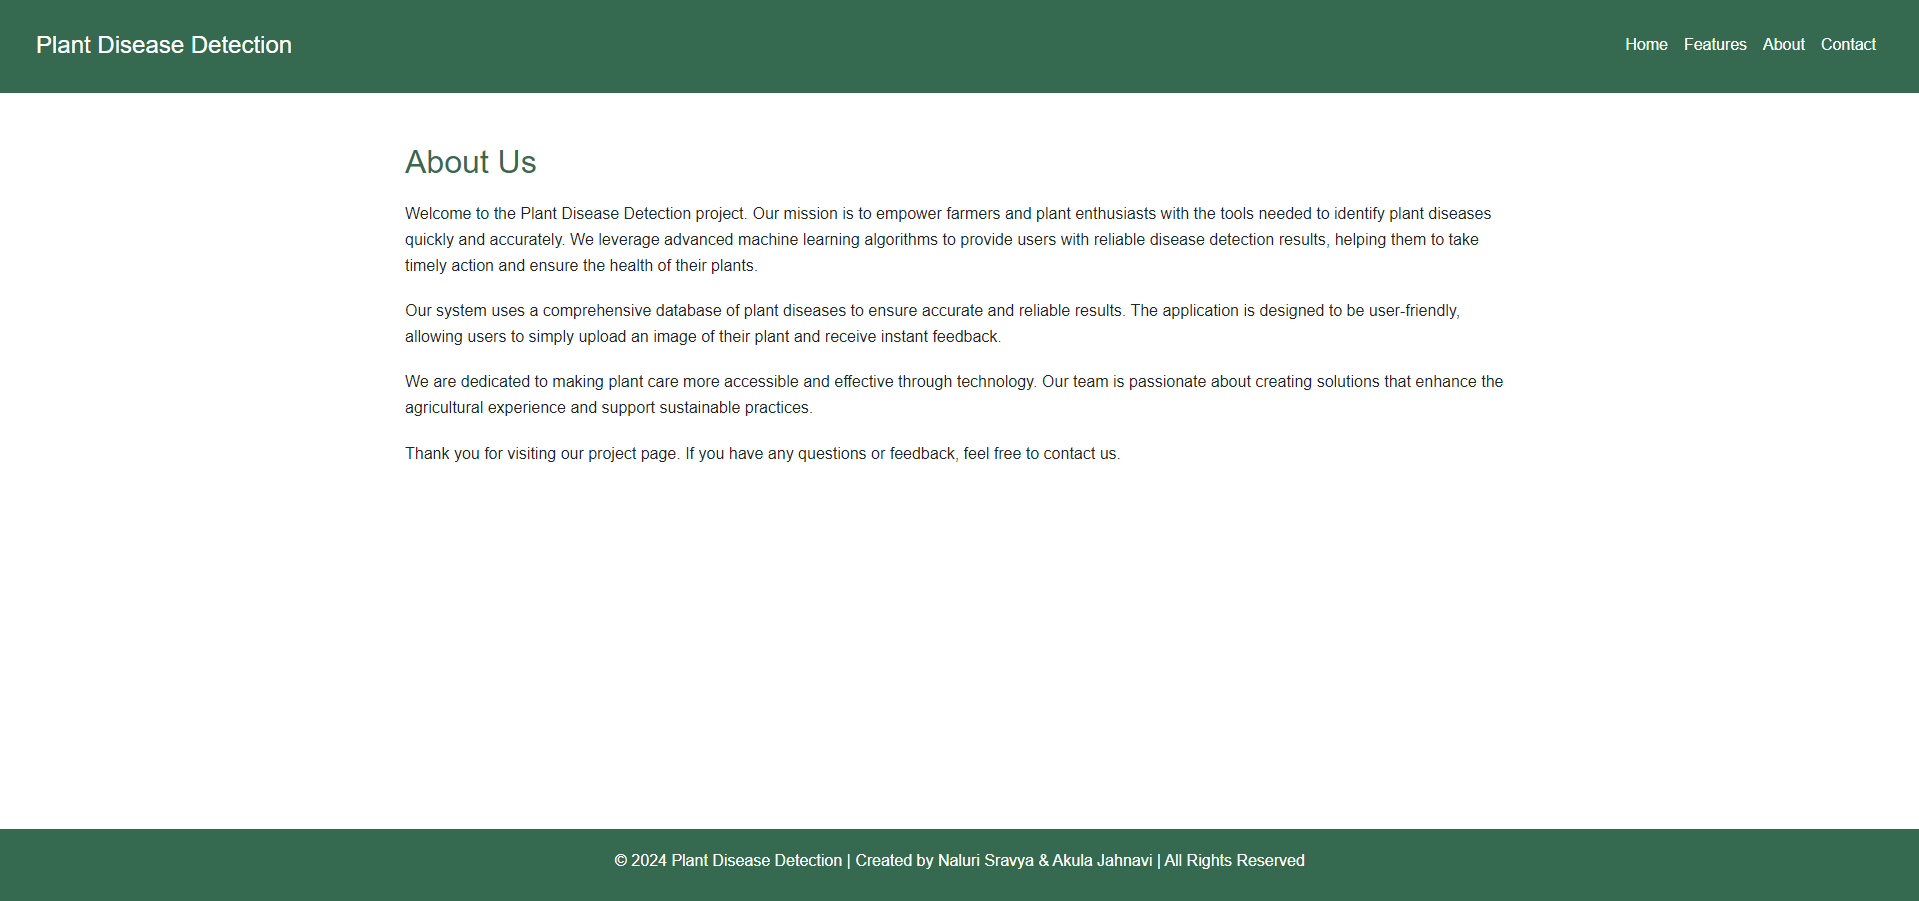 Plant Disease Detection
Home Features About Contact
About Us
Welcome to the Plant Disease Detection project. Our mission is to empower farmers and plant enthusiasts with the tools needed to identify plant diseases
quickly and accurately. We leverage advanced machine learning algorithms to provide users with reliable disease detection results, helping them to take
timely action and ensure the health of their plants.
Our system uses a comprehensive database of plant diseases to ensure accurate and reliable results. The application is designed to be user-friendly,
allowing users to simply upload an image of their plant and receive instant feedback.
We are dedicated to making plant care more accessible and effective through technology. Our team is passionate about creating solutions that enhance the
agricultural experience and support sustainable practices.
Thank you for visiting our project page. If you have any questions or feedback, feel free to contact us.
© 2024 Plant Disease Detection | Created by Naluri Sravya & Akula Jahnavi | All Rights Reserved